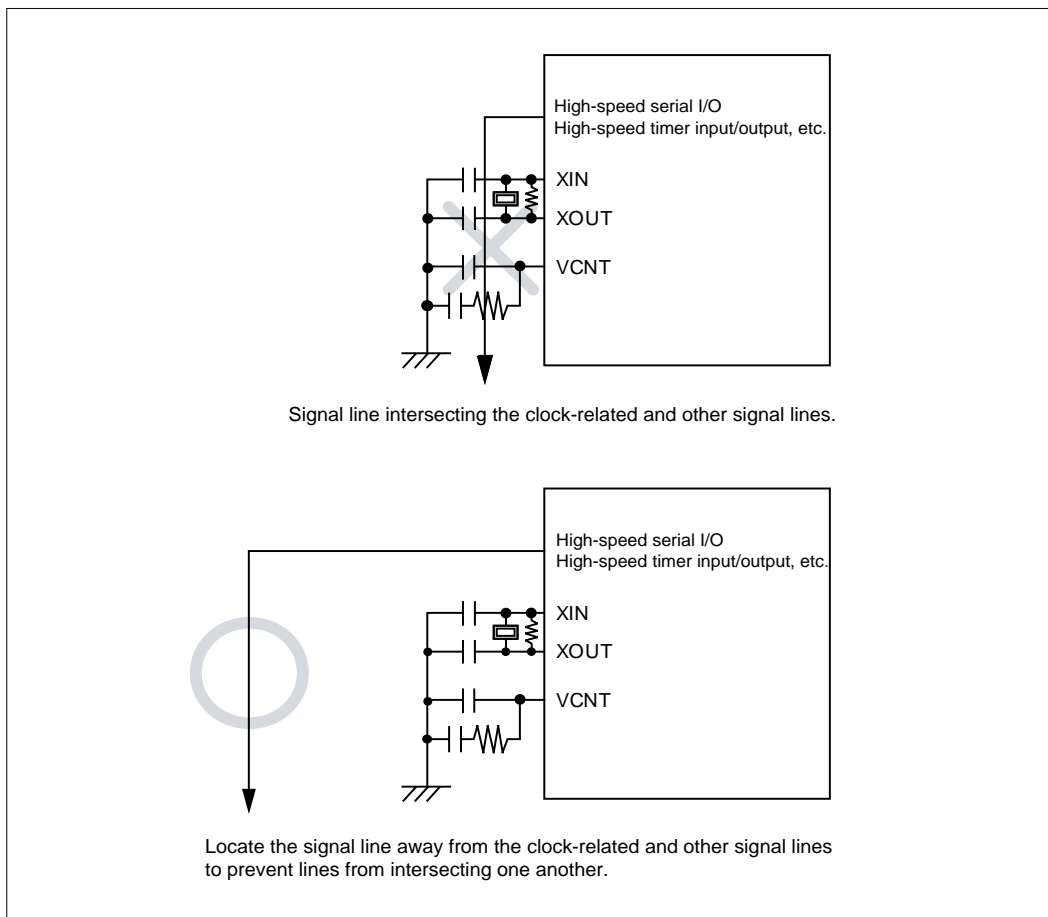 High-speed serial I/O
High-speed timer input/output, etc.
XIN
XOUT
VCNT
Signal line intersecting the clock-related and other signal lines.
High-speed serial I/O
High-speed timer input/output, etc.
XIN
XOUT
VCNT
Locate the signal line away from the clock-related and other signal lines
to prevent lines from intersecting one another.